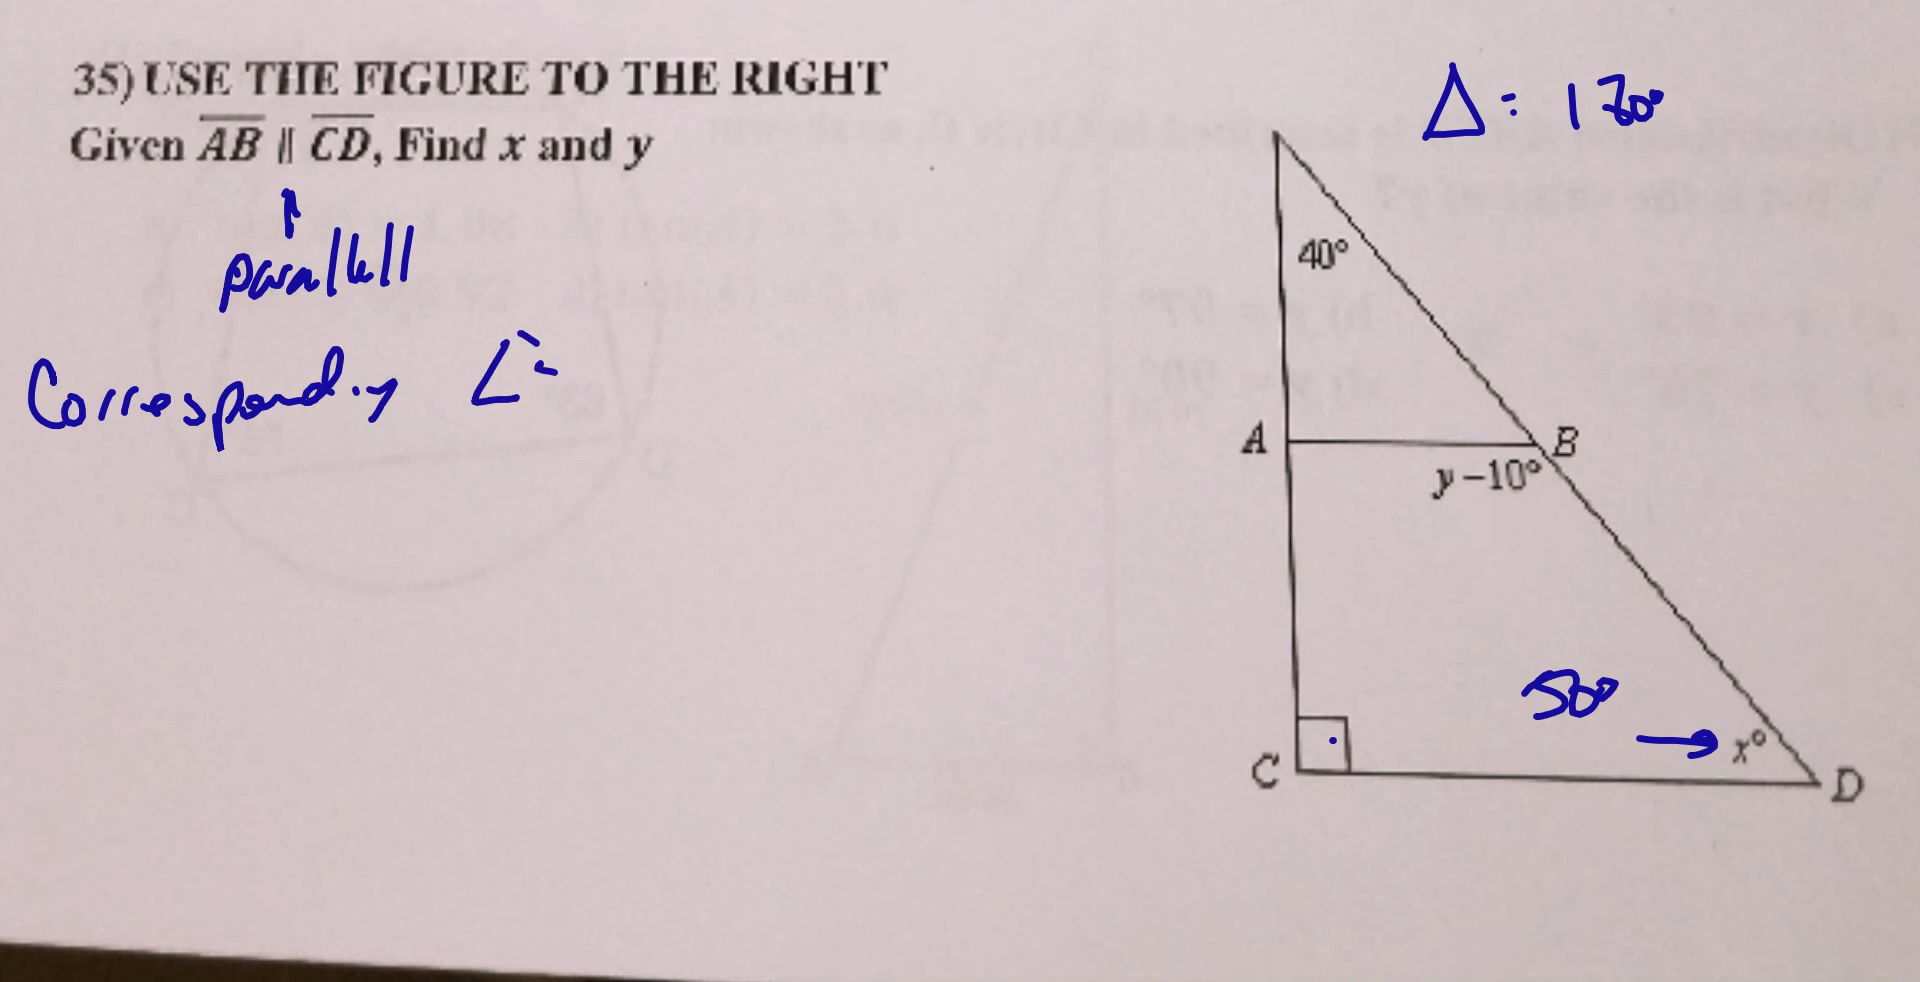 35) USE THE FIGURE TO THE RIGHT
Given AB ∥ CD, Find x and y
parallell
Corresponding ∠s
Δ: 180°
40°
A
B
y-10°
50°
x°
C
D